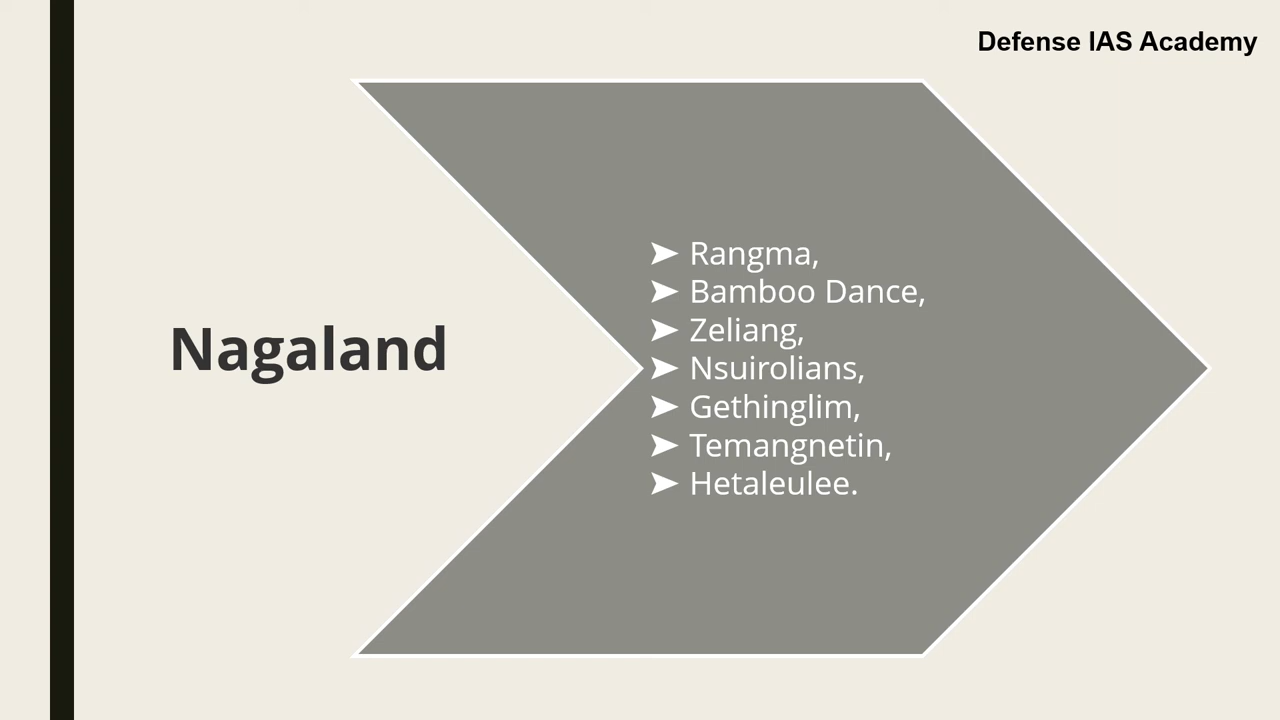 Defense IAS Academy
Nagaland
➤ Rangma,
➤ Bamboo Dance,
➤ Zeliang,
➤ Nsuirolians,
➤ Gethinglim,
➤ Temangnetin,
➤ Hetaleulee.